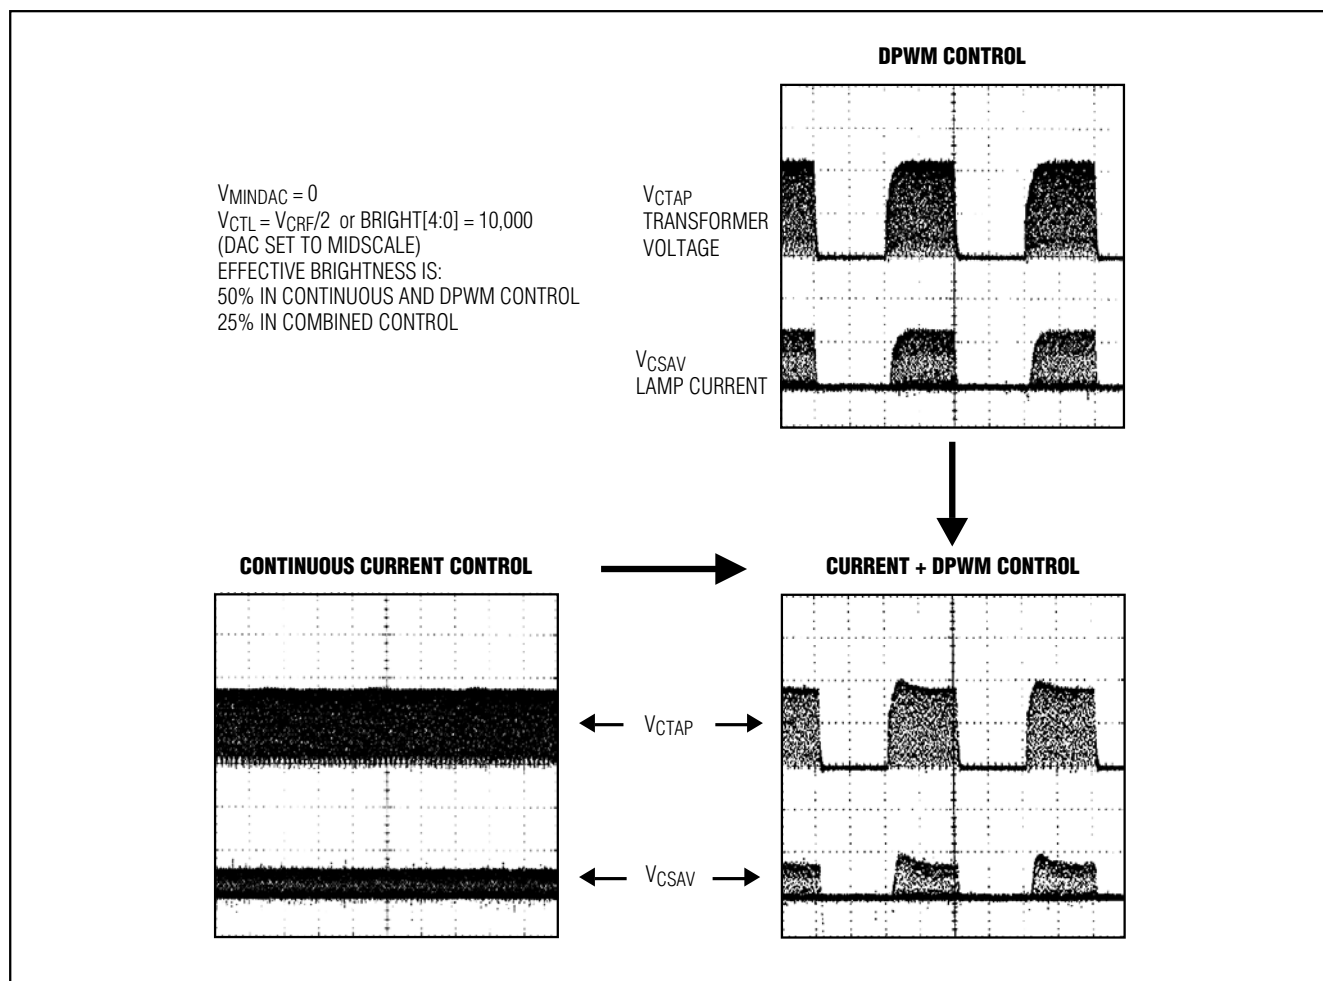 DPWM CONTROL
VMINDAC = 0
VCTL = VCRF/2 or BRIGHT[4:0] = 10,000
(DAC SET TO MIDSCALE)
EFFECTIVE BRIGHTNESS IS:
50% IN CONTINUOUS AND DPWM CONTROL
25% IN COMBINED CONTROL
VCTAP
TRANSFORMER
VOLTAGE
VCSAV
LAMP CURRENT
CONTINUOUS CURRENT CONTROL
CURRENT + DPWM CONTROL
VCTAP
VCSAV